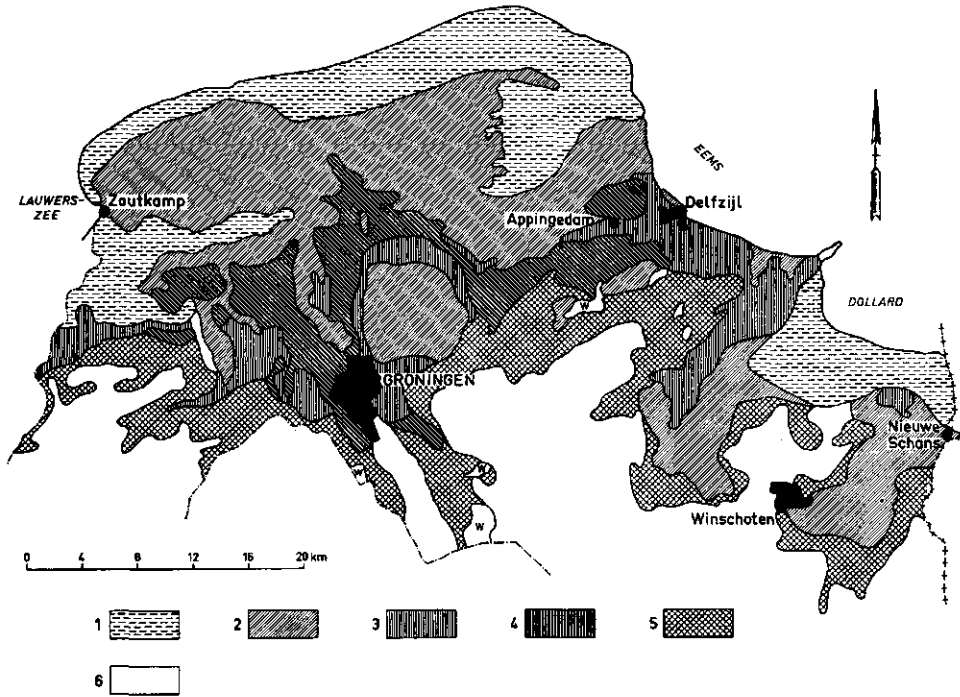 EEMS
LAUWERS-
ZEE
Zoutkamp
Delfzijl
Appingedam
DOLLARD
W
GRONINGEN
Nieuwe
Schans
W
W
W
Winschoten
0 4 8 12 16 20 km
1 2 3 4 5
6